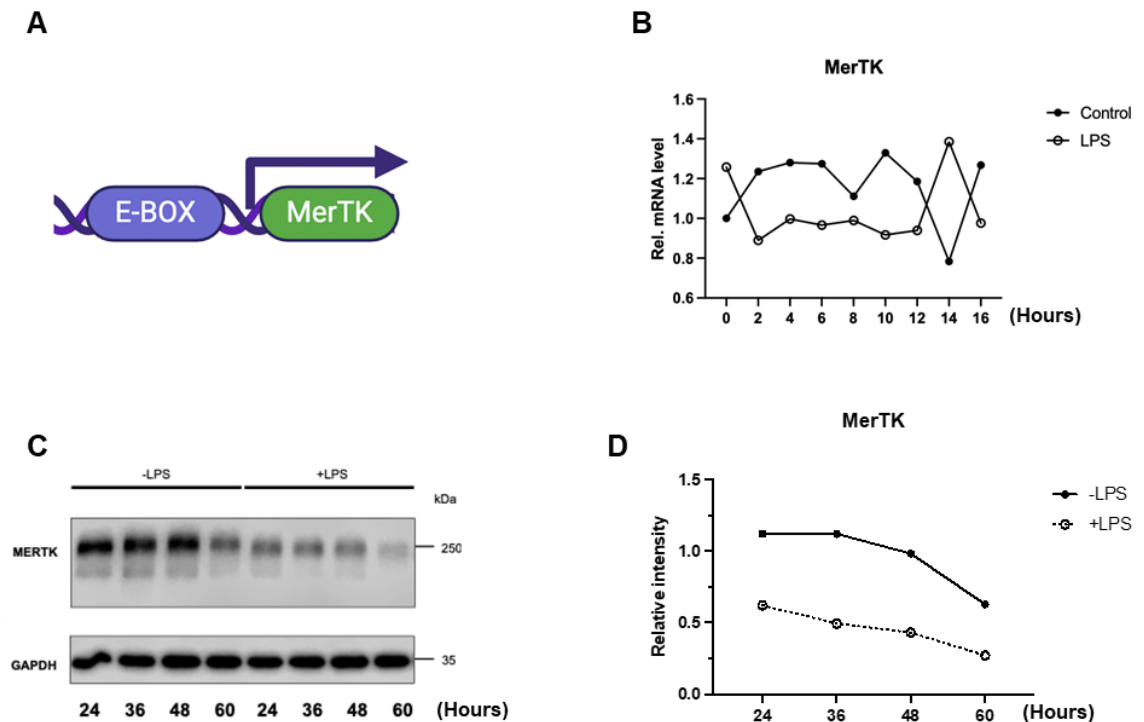 A
E-BOX
MerTK
B
MerTK
Rel. mRNA level
1.6
1.4
1.2
1.0
0.8
0.6
0 2 4 6 8 10 12 14 16 (Hours)
Control
LPS
C
-LPS +LPS
kDa
MERTK
250
GAPDH
35
24 36 48 60 24 36 48 60 (Hours)
D
MerTK
Relative intensity
1.5
1.0
0.5
0.0
24 36 48 60 (Hours)
-LPS
+LPS